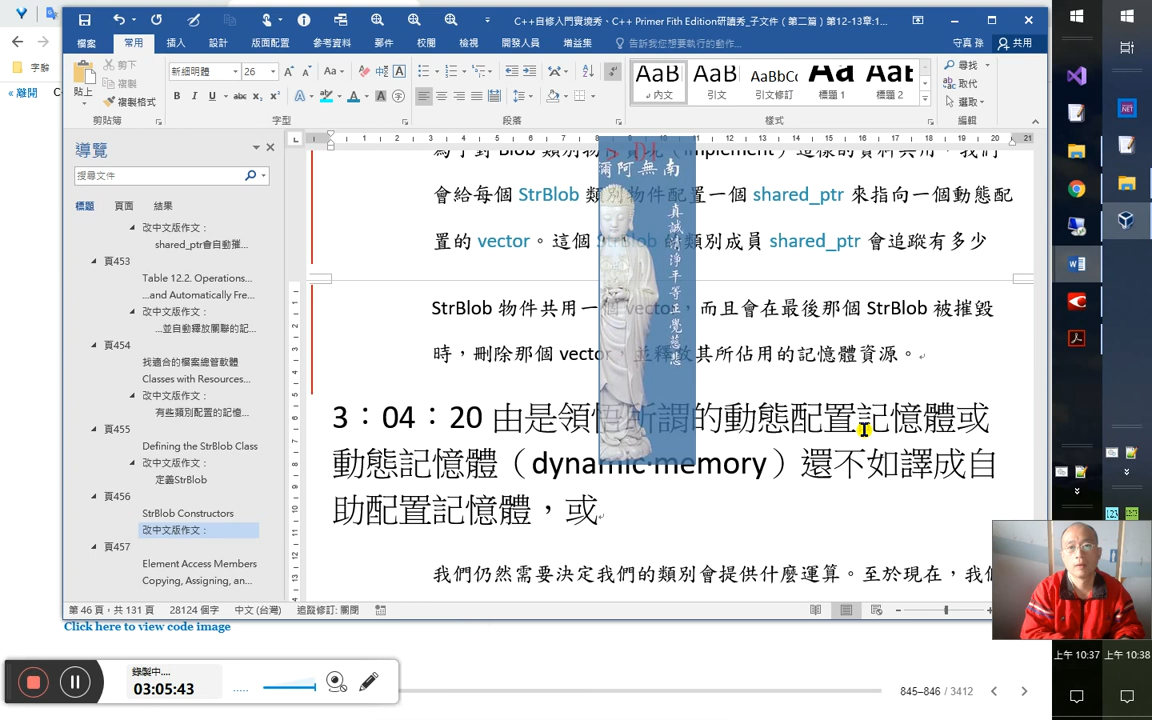 C++自修入門實境秀、C++ Primer Fith Edition研讀秀_子文件（第二篇）第12-13章:1...
檔案 常用 插入 設計 版面配置 參考資料 郵件 校閱 檢視 開發人員 增益集 告訴我您想要執行的動作... 守真 孫 共用
字齡
« 離開
貼上 剪下
複製
複製格式
新細明體 26
AaB AaB AaBbCc AaB AaB
內文 引文 引文修訂 標題 1 標題 2
尋找
取代
選取
剪貼簿 字型 段落 樣式 編輯
導覽
搜尋文件
標題 頁面 結果
改中文版作文：
shared_ptr會自動摧...
頁453
Table 12.2. Operations...
...and Automatically Fre...
改中文版作文：
...並自動釋放關聯的記...
頁454
找適合的檔案總管軟體
Classes with Resources...
改中文版作文：
有些類別配置的記憶...
頁455
Defining the StrBlob Class
改中文版作文：
定義StrBlob
頁456
StrBlob Constructors
改中文版作文：
頁457
Element Access Members
Copying, Assigning, an...
會給每個 StrBlob 類別物件配置一個 shared_ptr 來指向一個動態配
置的 vector。這個 StrBlob 的類別成員 shared_ptr 會追蹤有多少
StrBlob 物件共用一個 vector，而且會在最後那個 StrBlob 被摧毀
時，刪除那個 vector，並釋放其所佔用的記憶體資源。
3：04：20 由是領悟所謂的動態配置記憶體或
動態記憶體（dynamic memory）還不如譯成自
助配置記憶體，或
我們仍然需要決定我們的類別會提供什麼運算。至於現在，我們
彌阿無南
真誠清淨平等正覺慈悲
第 46 頁，共 131 頁 28124 個字 中文 (台灣) 追蹤修訂: 關閉
Click here to view code image
錄製中....
03:05:43
845–846 / 3412
上午 10:37 上午 10:38